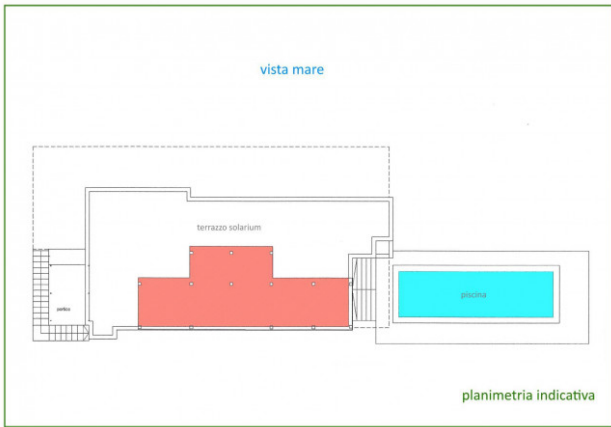 vista mare
terrazzo solarium
portico
piscina
planimetria indicativa